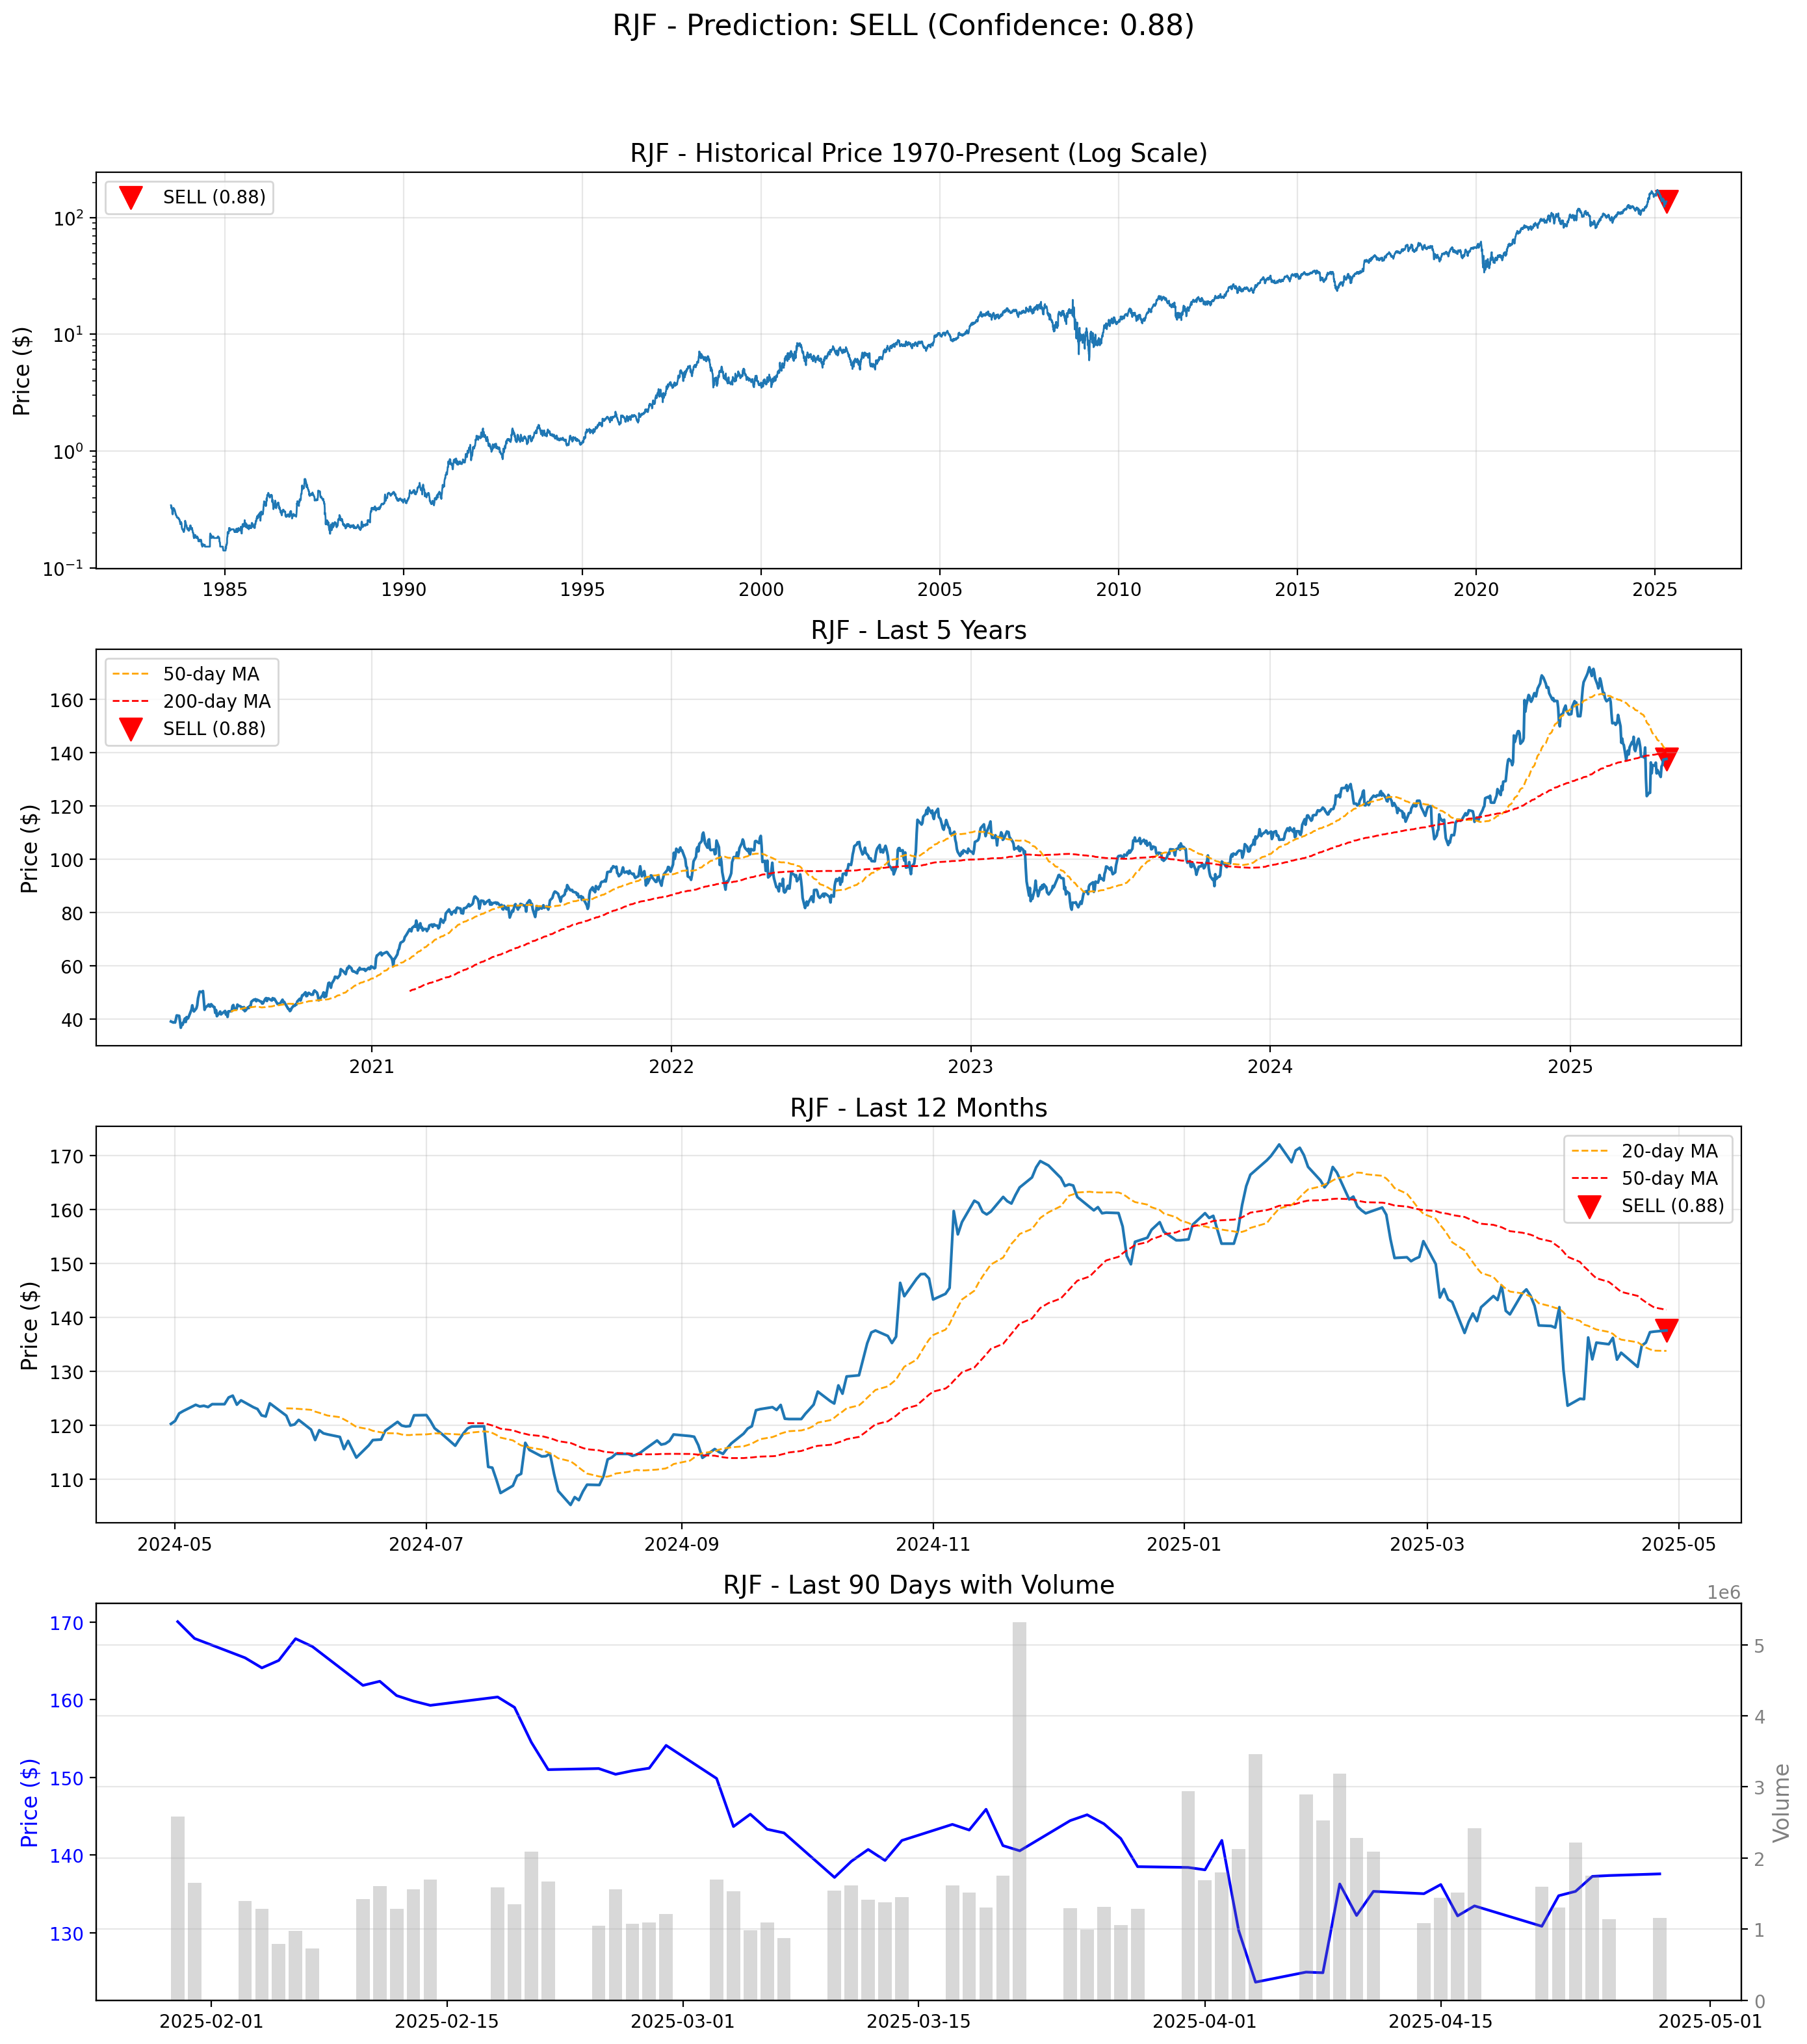 RJF - Prediction: SELL (Confidence: 0.88)
RJF - Historical Price 1970-Present (Log Scale)
SELL (0.88)
Price ($)
10²
10¹
10⁰
10⁻¹
1985 1990 1995 2000 2005 2010 2015 2020 2025
RJF - Last 5 Years
50-day MA
200-day MA
SELL (0.88)
Price ($)
160
140
120
100
80
60
40
2021 2022 2023 2024 2025
RJF - Last 12 Months
20-day MA
50-day MA
SELL (0.88)
Price ($)
170
160
150
140
130
120
110
2024-05 2024-07 2024-09 2024-11 2025-01 2025-03 2025-05
RJF - Last 90 Days with Volume
1e6
Price ($)
170
160
150
140
130
5
4
3
2
1
0
Volume
2025-02-01 2025-02-15 2025-03-01 2025-03-15 2025-04-01 2025-04-15 2025-05-01